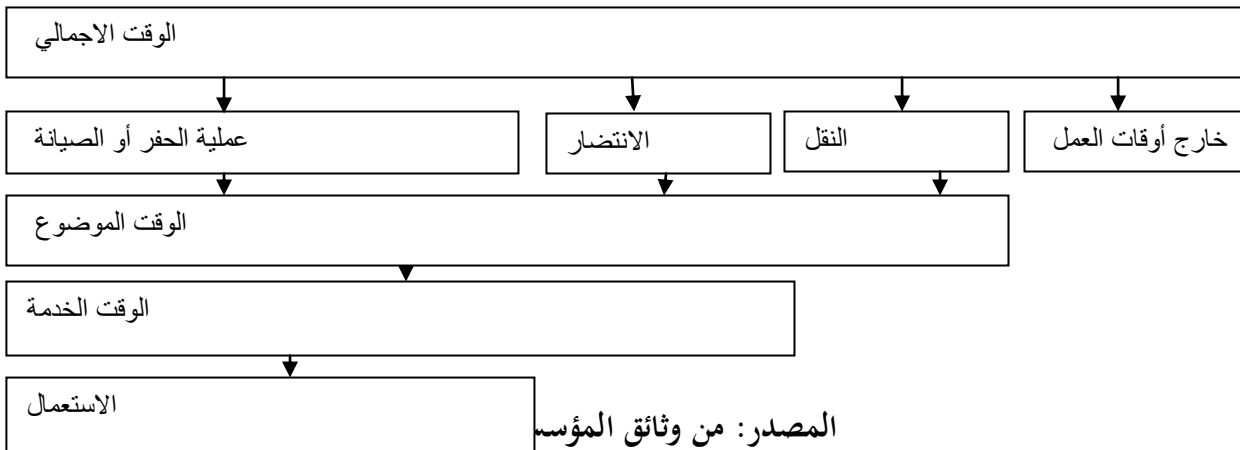 الوقت الاجمالي
خارج أوقات العمل
النقل
الانتضار
عملية الحفر أو الصيانة
الوقت الموضوع
الوقت الخدمة
الاستعمال
المصدر: من وثائق